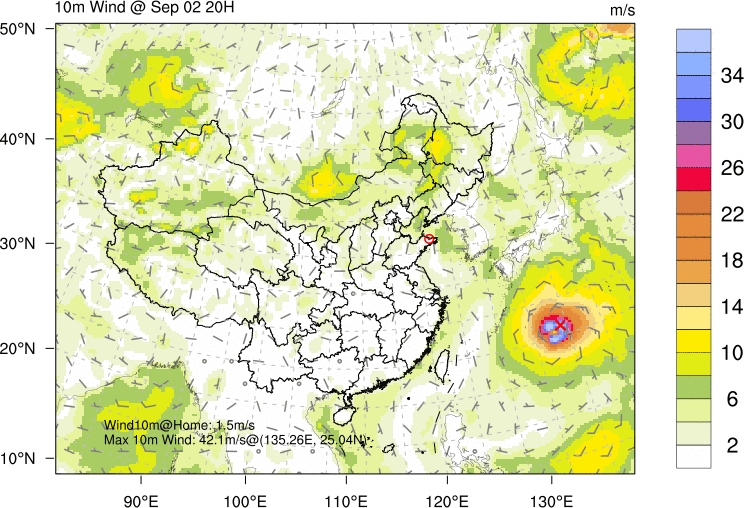 10m Wind @ Sep 02 20H
m/s
50°N
40°N
30°N
20°N
10°N
34
30
26
22
18
14
10
6
2
Wind10m@Home: 1.5m/s
Max 10m Wind: 42.1m/s@(135.26E, 25.04N)
90°E
100°E
110°E
120°E
130°E